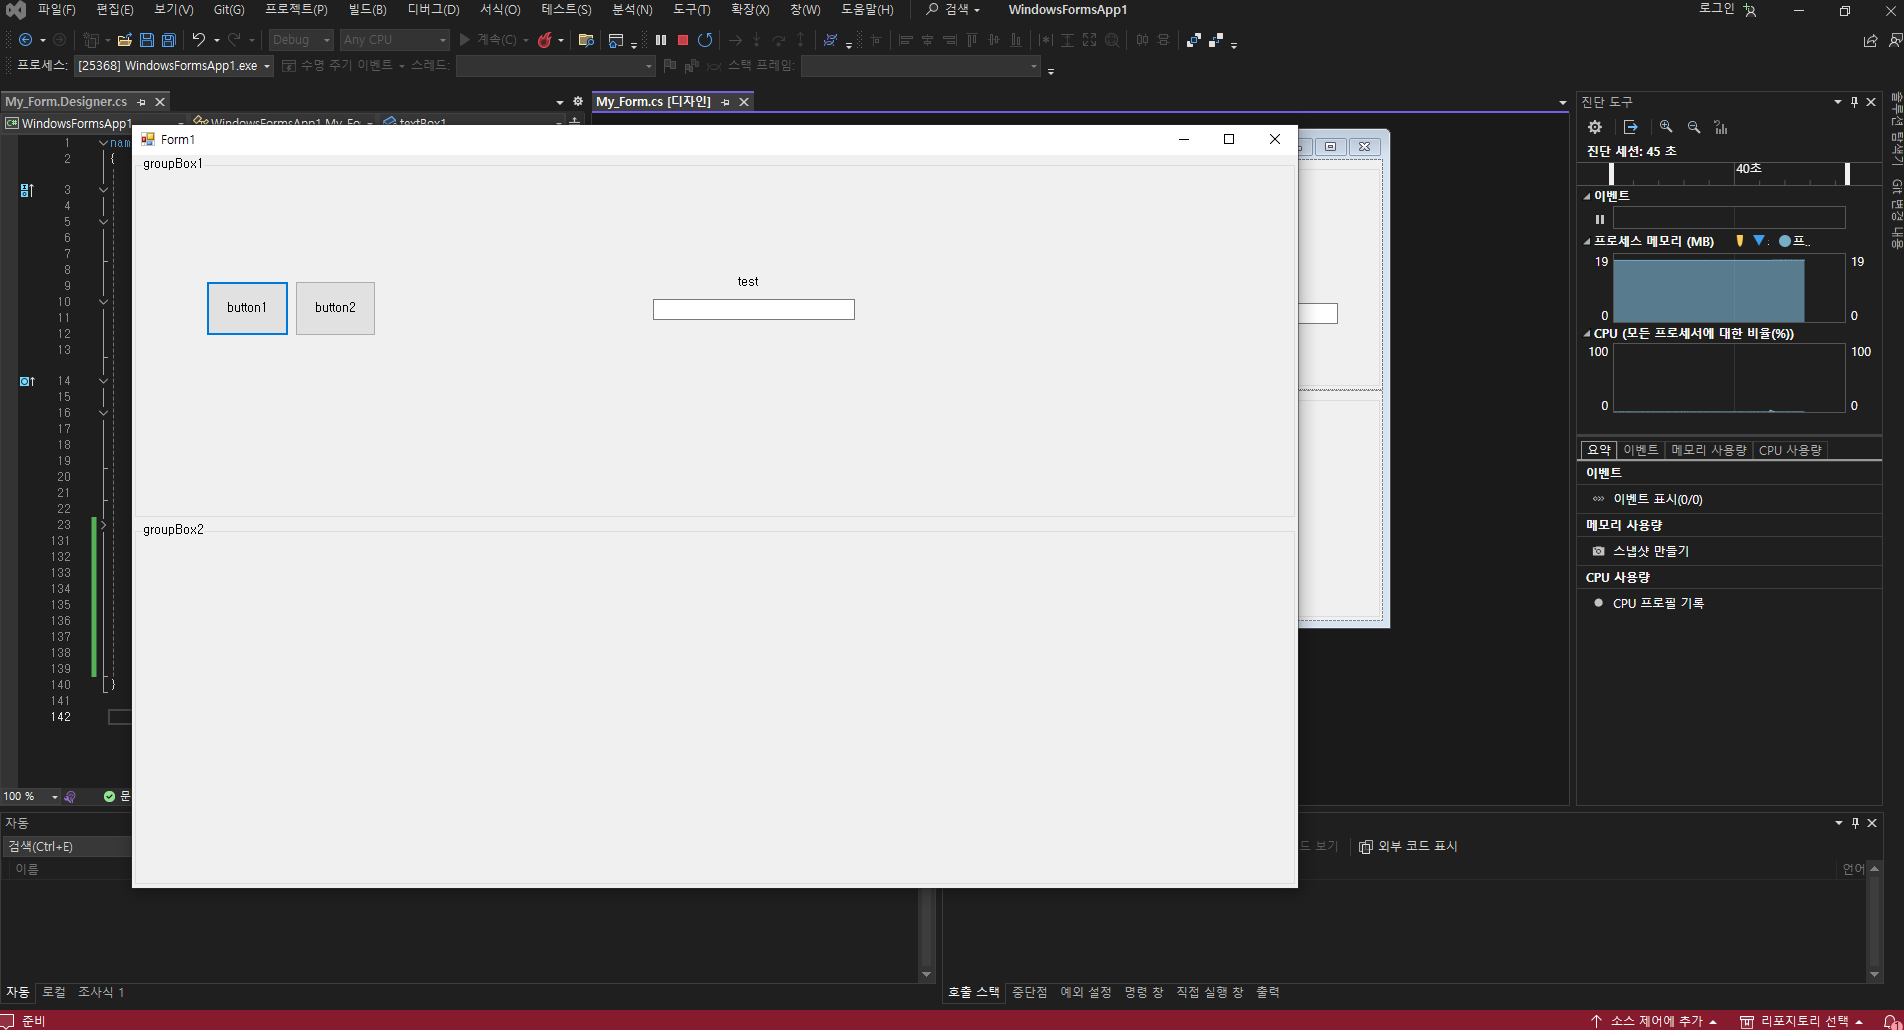 파일(F) 편집(E) 보기(V) Git(G) 프로젝트(P) 빌드(B) 디버그(D) 서식(O) 테스트(S) 분석(N) 도구(T) 확장(X) 창(W) 도움말(H) 검색 WindowsFormsApp1 로그인
Debug Any CPU 계속(C)
프로세스: [25368] WindowsFormsApp1.exe 수명 주기 이벤트 스레드: 스택 프레임:
My_Form.Designer.cs
My_Form.cs [디자인]
WindowsFormsApp1
WindowsFormsApp1.My_Fo
textBox1
1 nam
2 {
3
4
5
6
7
8
9
10
11
12
13
14
15
16
17
18
19
20
21
22
23
131
132
133
134
135
136
137
138
139
140 }
141
142
100 % 문
Form1
groupBox1
test
button1 button2
groupBox2
진단 도구
진단 세션: 45 초
40초
이벤트
프로세스 메모리 (MB) 프..
19 19
0 0
CPU (모든 프로세서에 대한 비율(%))
100 100
0 0
요약 이벤트 메모리 사용량 CPU 사용량
이벤트
이벤트 표시(0/0)
메모리 사용량
스냅샷 만들기
CPU 사용량
CPU 프로필 기록
솔루션 탐색기
Git 변경 내용
자동
검색(Ctrl+E)
이름
드 보기 외부 코드 표시
언어
자동 로컬 조사식 1
호출 스택 중단점 예외 설정 명령 창 직접 실행 창 출력
준비 소스 제어에 추가 리포지토리 선택